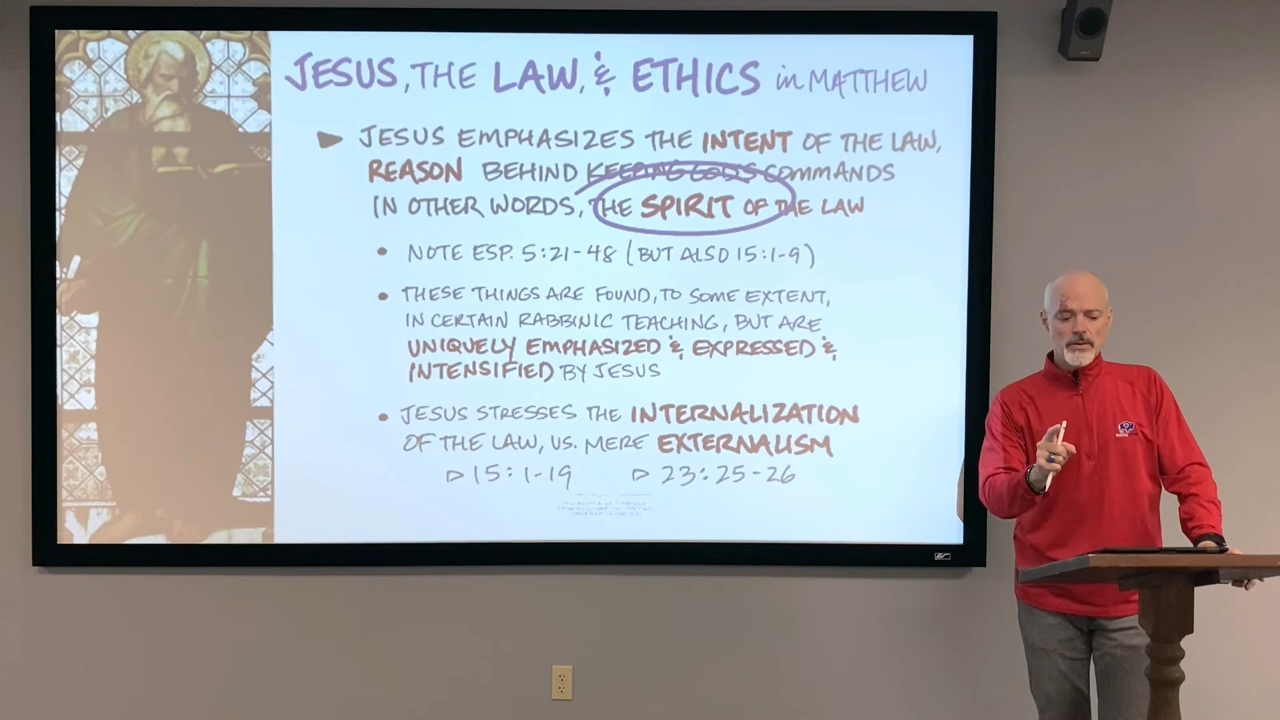 JESUS, THE LAW, & ETHICS in MATTHEW
JESUS EMPHASIZES THE INTENT OF THE LAW,
REASON BEHIND KEEPING GOD'S COMMANDS
IN OTHER WORDS, THE SPIRIT OF THE LAW
• NOTE ESP. 5:21-48 (BUT ALSO 15:1-9)
• THESE THINGS ARE FOUND, TO SOME EXTENT,
IN CERTAIN RABBINIC TEACHING, BUT ARE
UNIQUELY EMPHASIZED & EXPRESSED &
INTENSIFIED BY JESUS
• JESUS STRESSES THE INTERNALIZATION
OF THE LAW, VS. MERE EXTERNALISM
▷ 15:1-19 ▷ 23:25-26